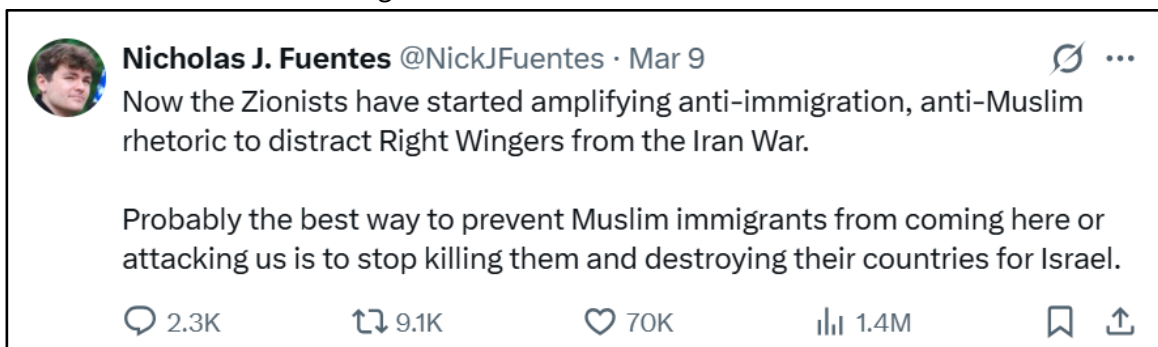 Nicholas J. Fuentes @NickJFuentes · Mar 9
Now the Zionists have started amplifying anti-immigration, anti-Muslim
rhetoric to distract Right Wingers from the Iran War.
Probably the best way to prevent Muslim immigrants from coming here or
attacking us is to stop killing them and destroying their countries for Israel.
2.3K 9.1K 70K 1.4M